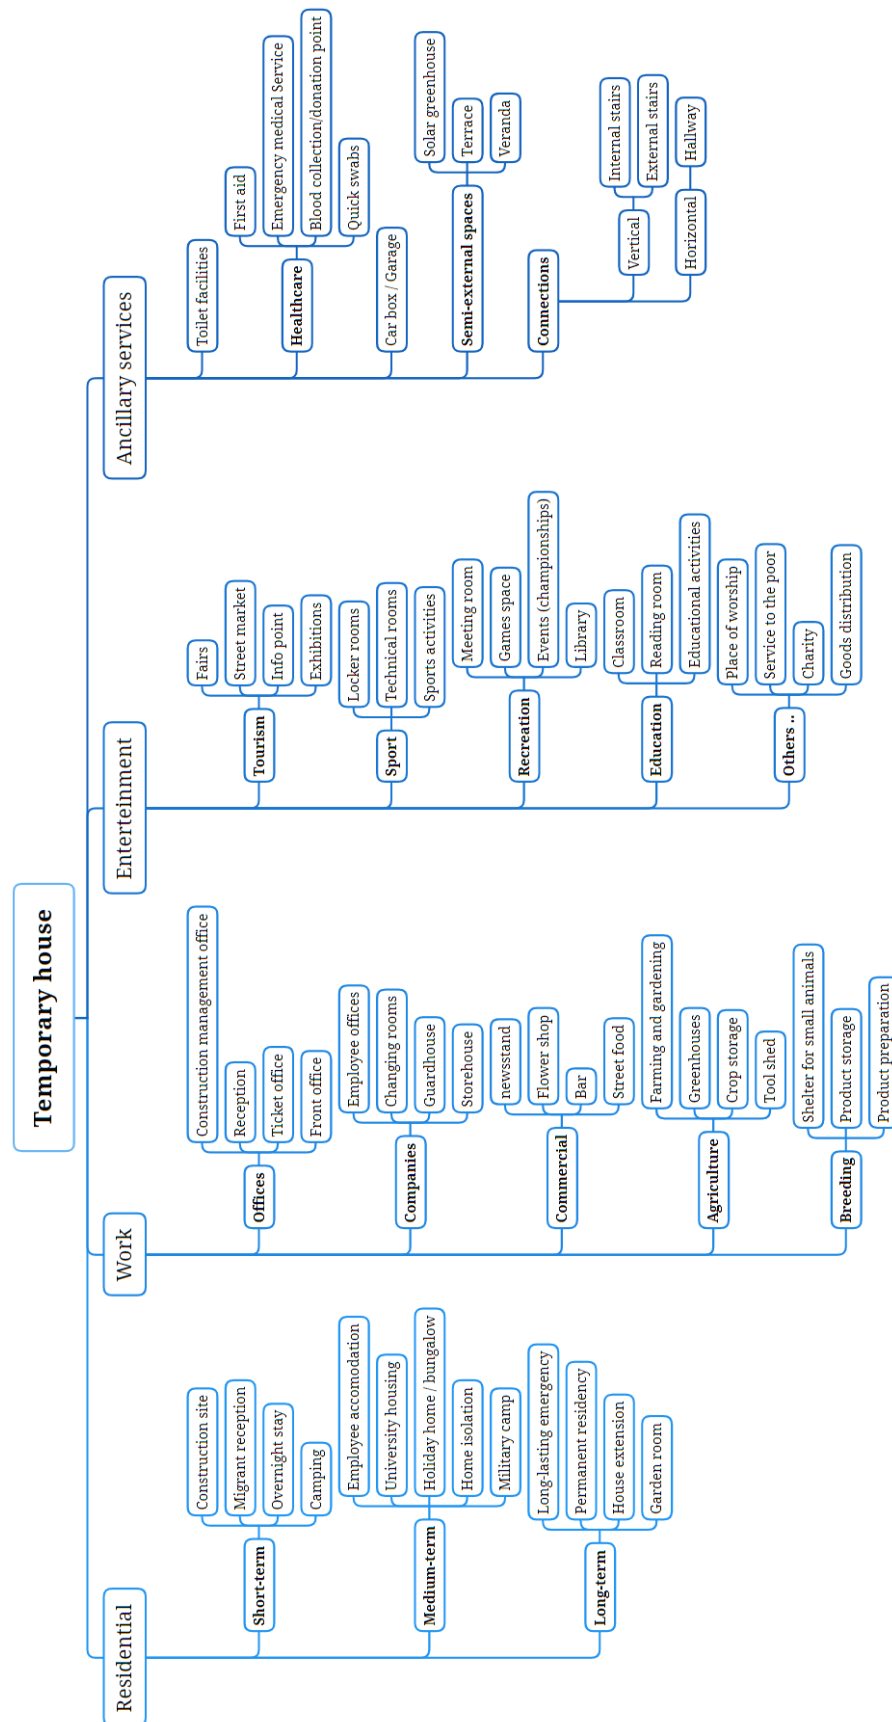 Temporary house
Residential
Short-term
Construction site
Migrant reception
Overnight stay
Camping
Medium-term
Employee accomodation
University housing
Holiday home / bungalow
Home isolation
Military camp
Long-term
Long-lasting emergency
Permanent residency
House extension
Garden room
Work
Offices
Construction management office
Reception
Ticket office
Front office
Companies
Employee offices
Changing rooms
Guardhouse
Storehouse
Commercial
newsstand
Flower shop
Bar
Street food
Agriculture
Farming and gardening
Greenhouses
Crop storage
Tool shed
Breeding
Shelter for small animals
Product storage
Product preparation
Enterteinment
Tourism
Fairs
Street market
Info point
Exhibitions
Sport
Locker rooms
Technical rooms
Sports activities
Recreation
Meeting room
Games space
Events (championships)
Library
Education
Classroom
Reading room
Educational activities
Others ..
Place of worship
Service to the poor
Charity
Goods distribution
Ancillary services
Toilet facilities
Healthcare
First aid
Emergency medical Service
Blood collection/donation point
Quick swabs
Car box / Garage
Semi-external spaces
Solar greenhouse
Terrace
Veranda
Connections
Vertical
Internal stairs
External stairs
Horizontal
Hallway